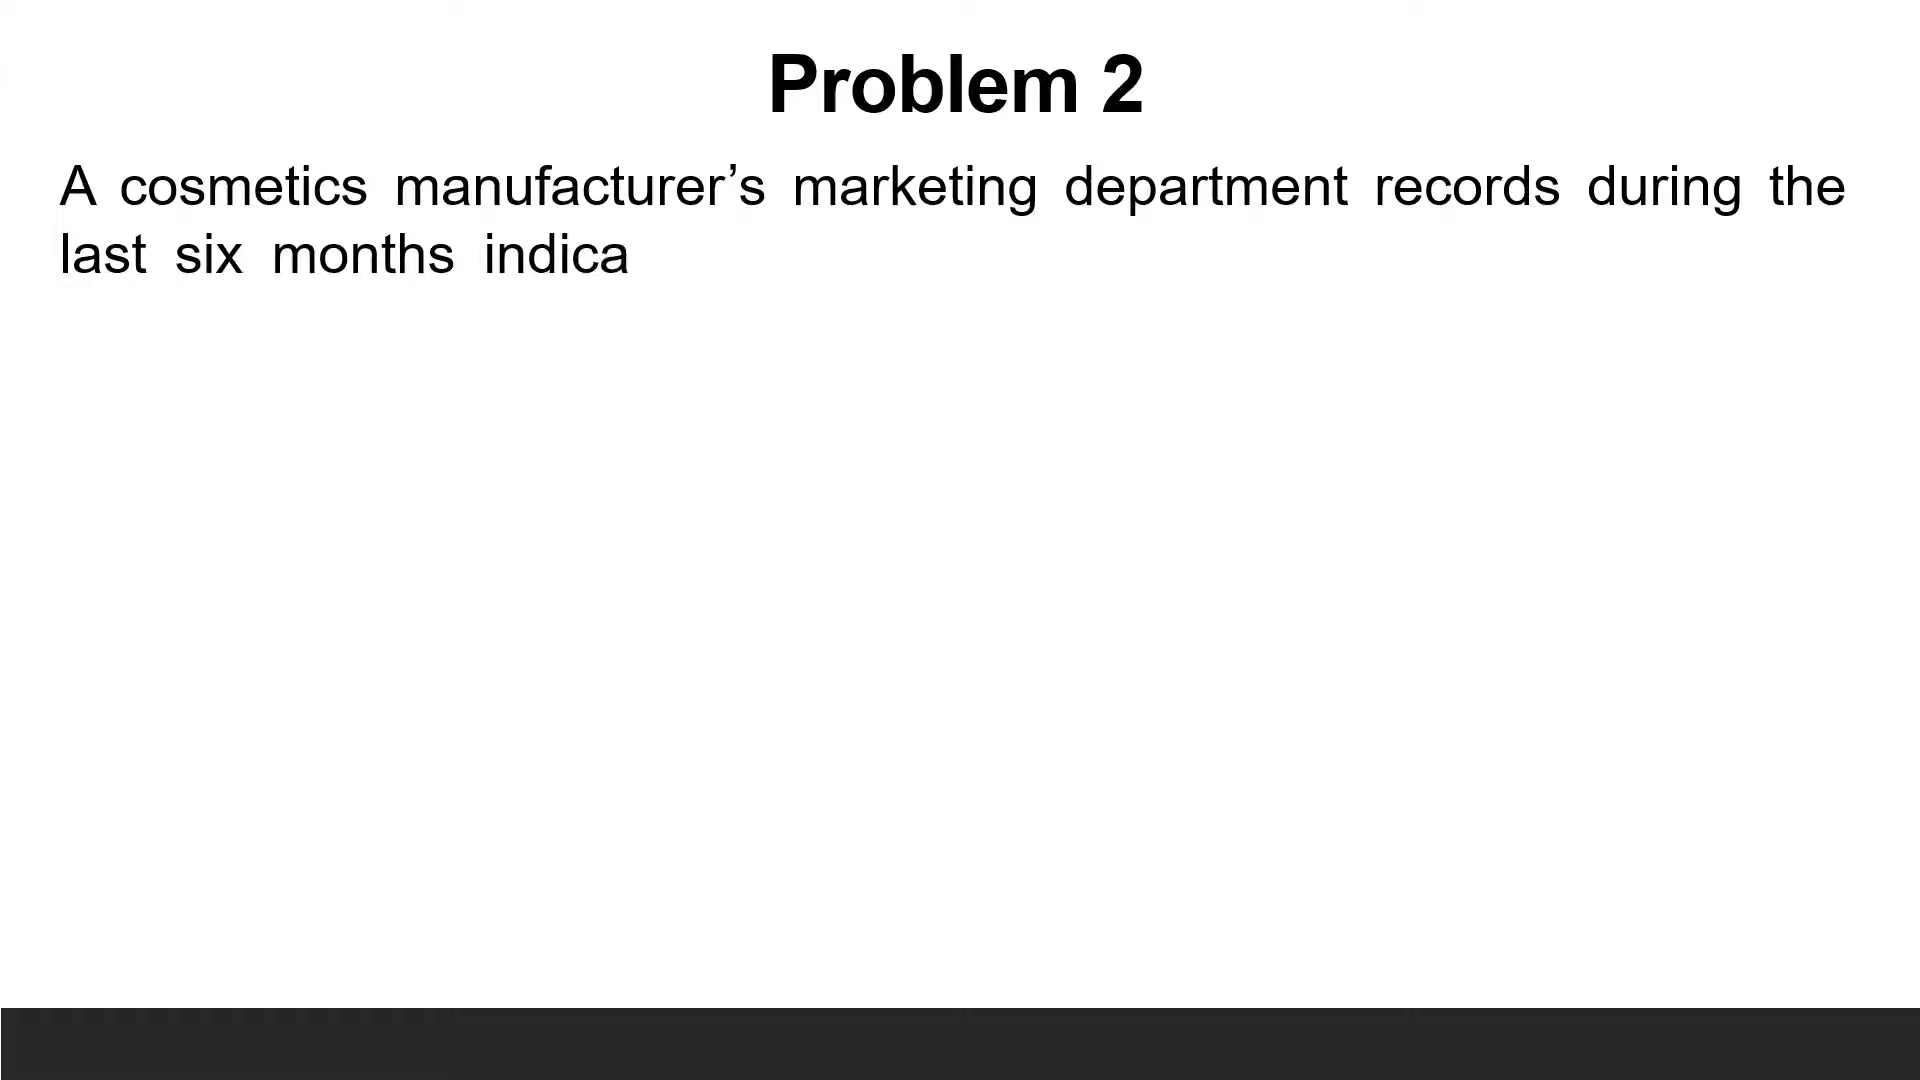 Problem 2
A cosmetics manufacturer’s marketing department records during the
last six months indica